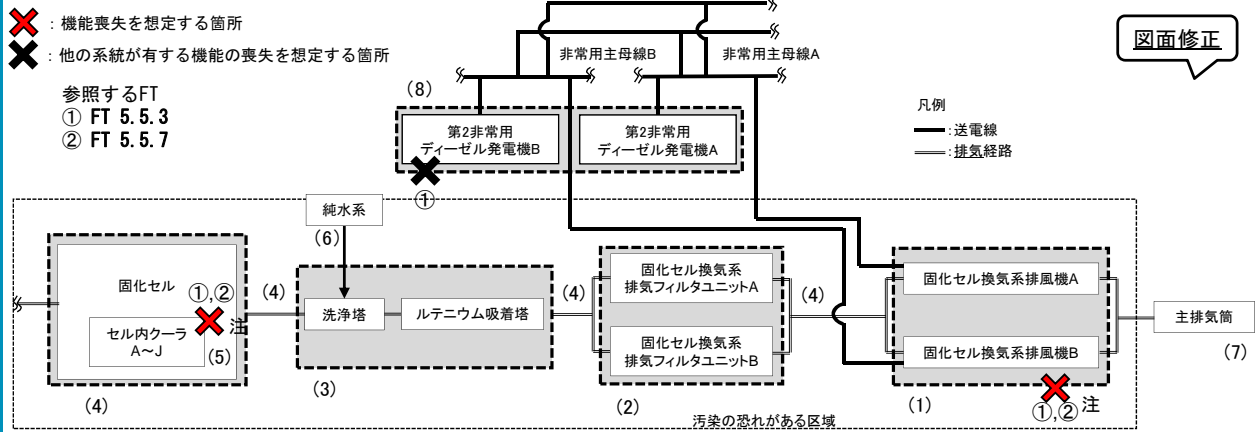 ：機能喪失を想定する箇所
：他の系統が有する機能の喪失を想定する箇所
参照するFT
① FT 5.5.3
② FT 5.5.7
図面修正
非常用主母線B
非常用主母線A
(8)
第2非常用
ディーゼル発電機B
第2非常用
ディーゼル発電機A
①
凡例
:送電線
:排気経路
純水系
(6)
固化セル
①,②
注
セル内クーラ
A～J
(5)
(4)
(4)
洗浄塔
ルテニウム吸着塔
(3)
(4)
固化セル換気系
排気フィルタユニットA
固化セル換気系
排気フィルタユニットB
(2)
(4)
固化セル換気系排風機A
固化セル換気系排風機B
(1)
①,②
注
主排気筒
(7)
汚染の恐れがある区域